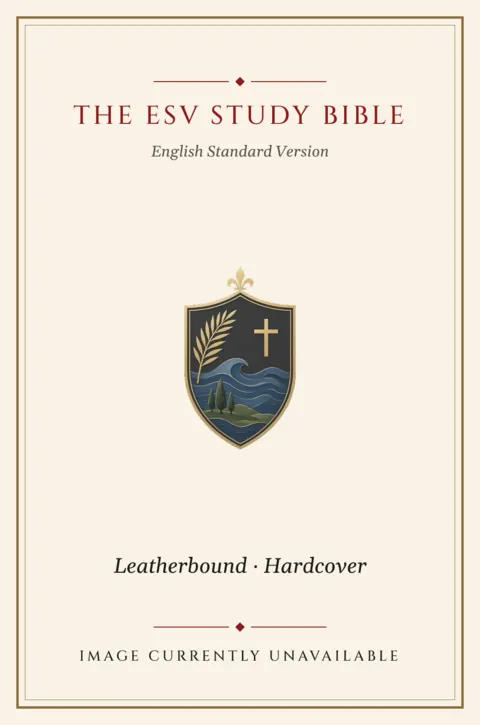 THE ESV STUDY BIBLE
English Standard Version
Leatherbound · Hardcover
IMAGE CURRENTLY UNAVAILABLE